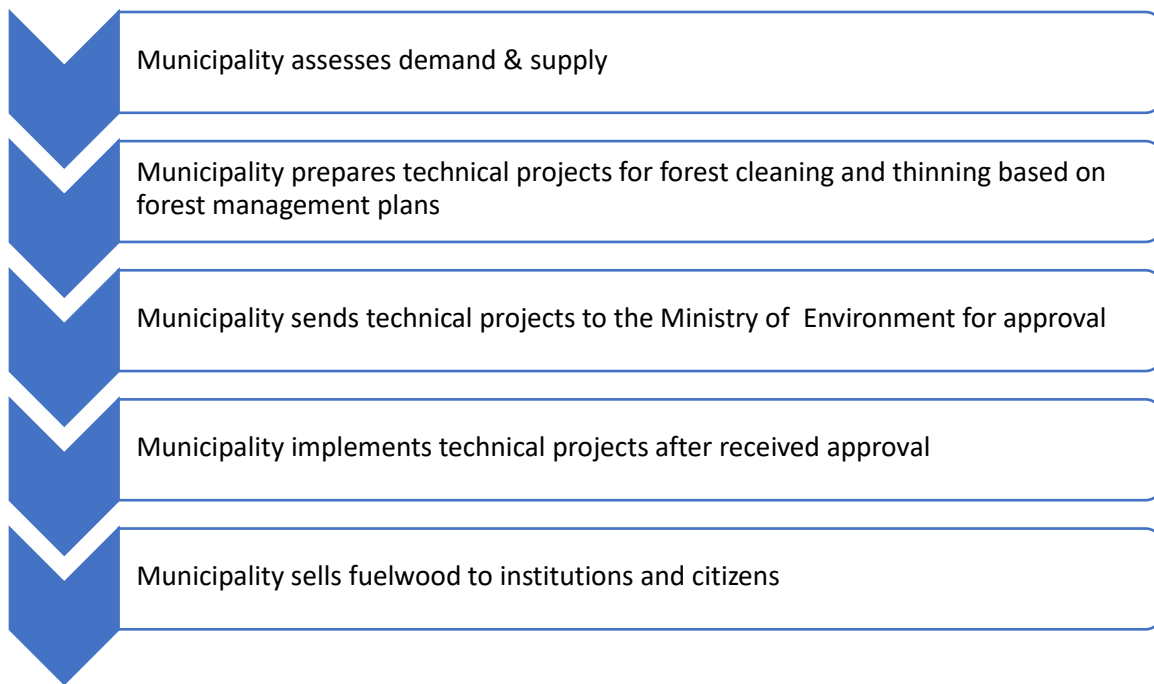 Municipality assesses demand & supply
Municipality prepares technical projects for forest cleaning and thinning based on
forest management plans
Municipality sends technical projects to the Ministry of  Environment for approval
Municipality implements technical projects after received approval
Municipality sells fuelwood to institutions and citizens